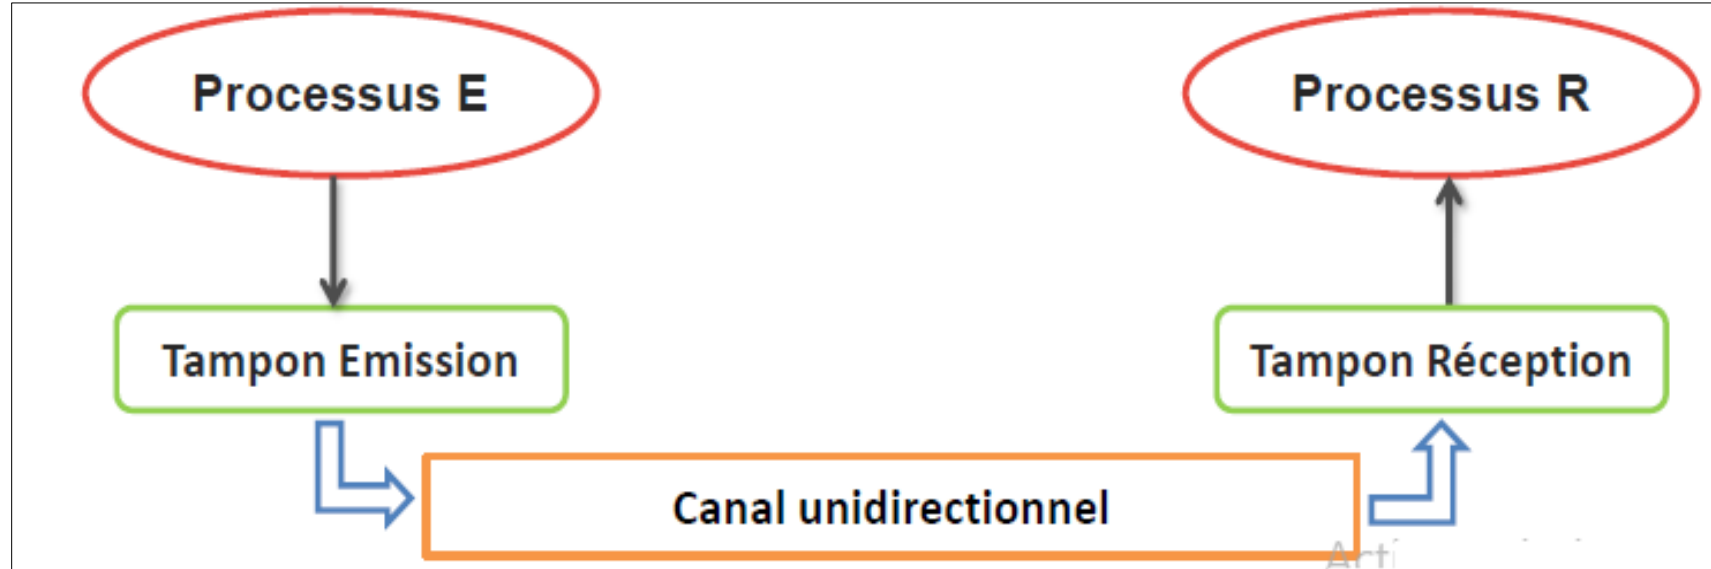 Processus E
Processus R
Tampon Emission
Tampon Réception
Canal unidirectionnel